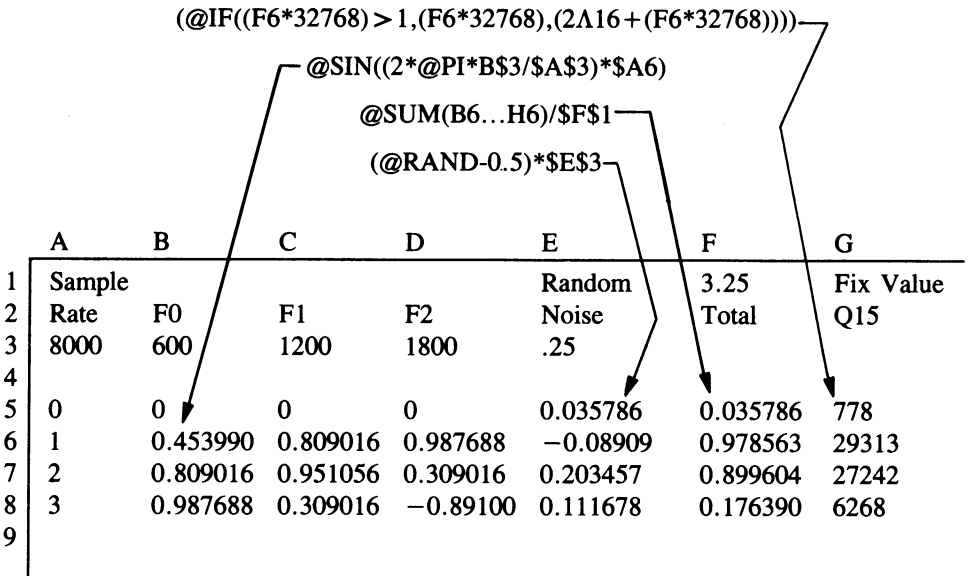 (@IF((F6*32768)>1,(F6*32768),(2Λ16+(F6*32768))))
@SIN((2*@PI*B$3/$A$3)*$A6)
@SUM(B6...H6)/$F$1
(@RAND-0.5)*$E$3
A B C D E F G
1 Sample Random 3.25 Fix Value
2 Rate F0 F1 F2 Noise Total Q15
3 8000 600 1200 1800 .25
4
5 0 0 0 0 0.035786 0.035786 778
6 1 0.453990 0.809016 0.987688 −0.08909 0.978563 29313
7 2 0.809016 0.951056 0.309016 0.203457 0.899604 27242
8 3 0.987688 0.309016 −0.89100 0.111678 0.176390 6268
9